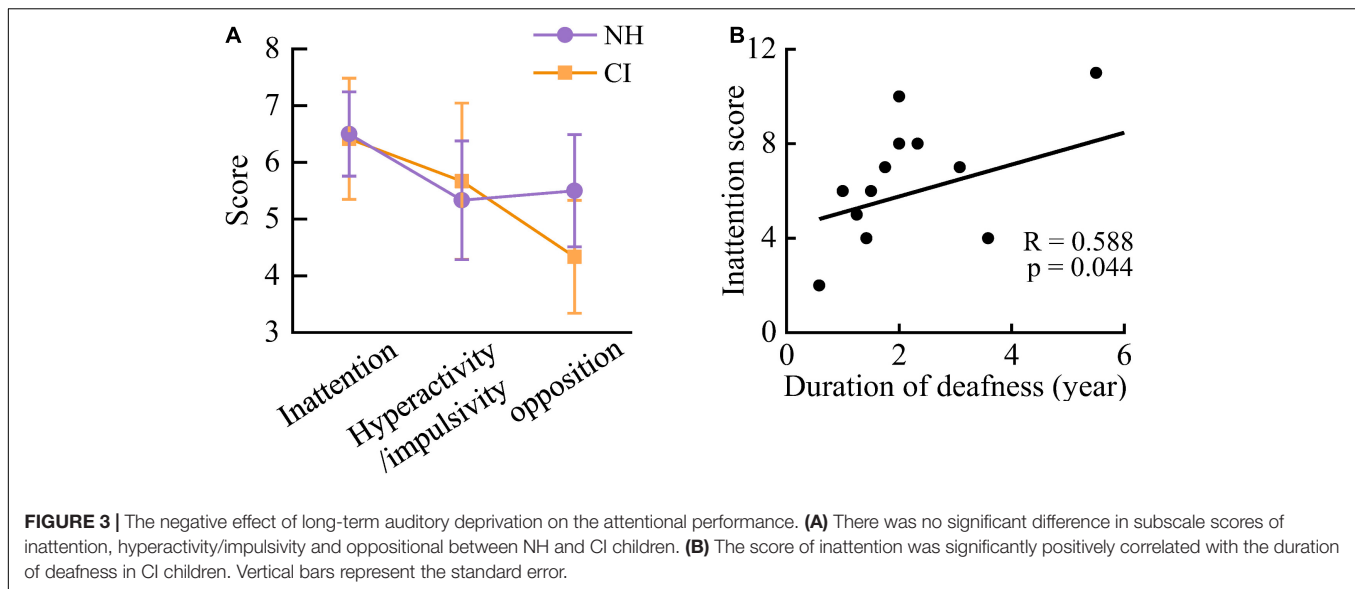 A
NH
CI
8
7
6
5
4
3
Score
Inattention
Hyperactivity
/impulsivity
opposition
B
12
8
4
0
Inattention score
R = 0.588
p = 0.044
0 2 4 6
Duration of deafness (year)
FIGURE 3 | The negative effect of long-term auditory deprivation on the attentional performance. (A) There was no significant difference in subscale scores of
inattention, hyperactivity/impulsivity and oppositional between NH and CI children. (B) The score of inattention was significantly positively correlated with the duration
of deafness in CI children. Vertical bars represent the standard error.